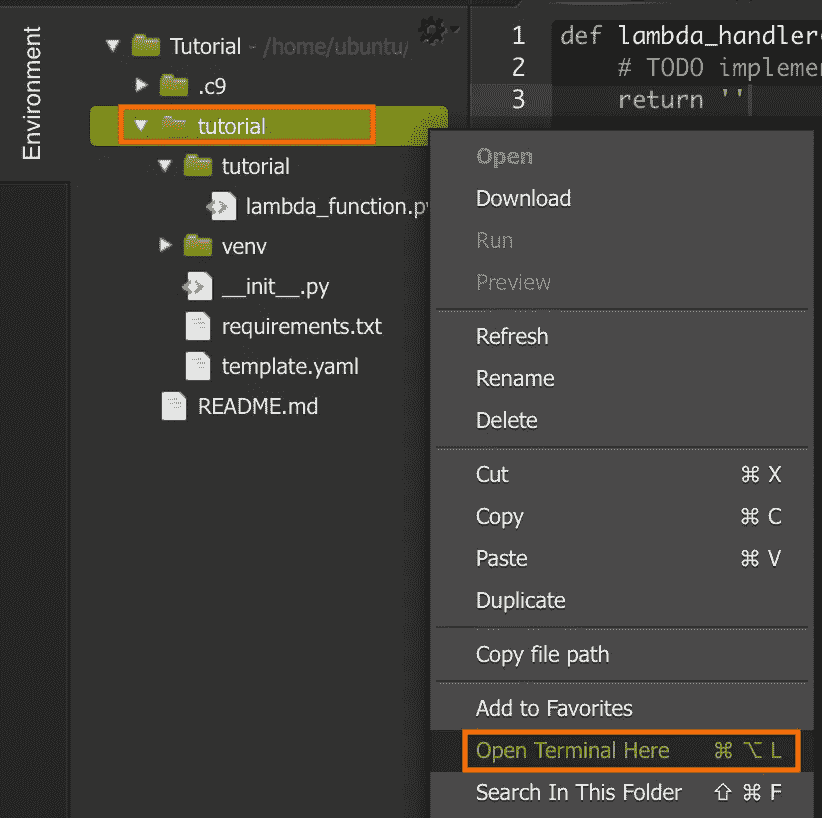 Environment
Tutorial - /home/ubuntu/
.c9
tutorial
tutorial
lambda_function.py
venv
__init__.py
requirements.txt
template.yaml
README.md
1 def lambda_handler(
2 # TODO implemen
3 return ''
Open
Download
Run
Preview
Refresh
Rename
Delete
Cut ⌘ X
Copy ⌘ C
Paste ⌘ V
Duplicate
Copy file path
Add to Favorites
Open Terminal Here ⌘ ⌥ L
Search In This Folder ⇧ ⌘ F